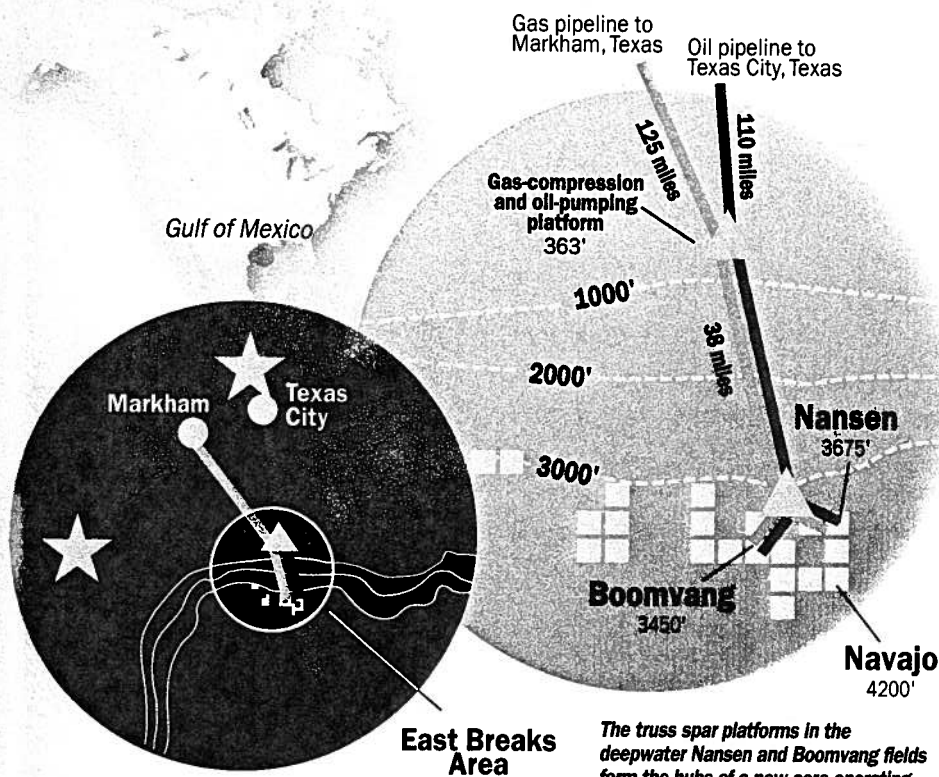 Gas pipeline to
Markham, Texas
Oil pipeline to
Texas City, Texas
125 miles
110 miles
Gas-compression
and oil-pumping
platform
363'
Gulf of Mexico
1000'
38 miles
2000'
Markham
Texas
City
Nansen
3675'
3000'
Boomvang
3450'
Navajo
4200'
East Breaks
Area
The truss spar platforms in the
deepwater Nansen and Boomvang fields